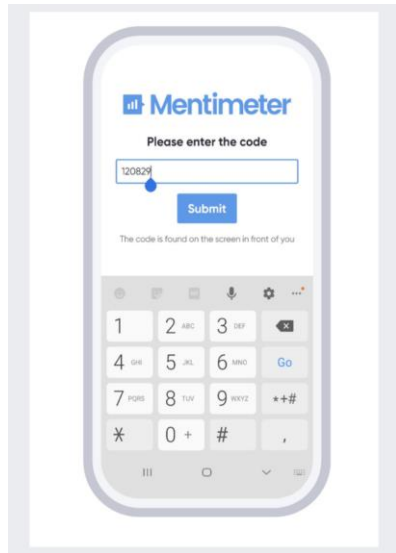 Mentimeter
Please enter the code
120829
Submit
The code is found on the screen in front of you
1 2 ABC 3 DEF
4 GHI 5 JKL 6 MNO Go
7 PQRS 8 TUV 9 WXYZ *+#
* 0 + # ,